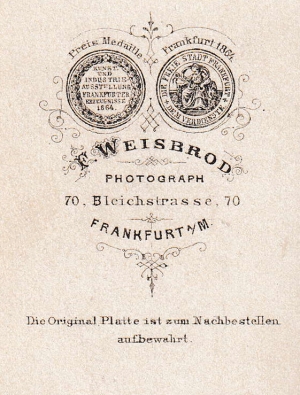 Preis Medaille Frankfurt 1864
KUNST
UND
INDUSTRIE
AUSSTELLUNG
FRANKFURTER
ERZEUGNISSE
1864.
DIE FREIE STADT FRANKFURT
DEM VERDIENSTE
F. WEISBROD
PHOTOGRAPH
70, Bleichstrasse, 70
FRANKFURT a/M.
Die Original Platte ist zum Nachbestellen
aufbewahrt.